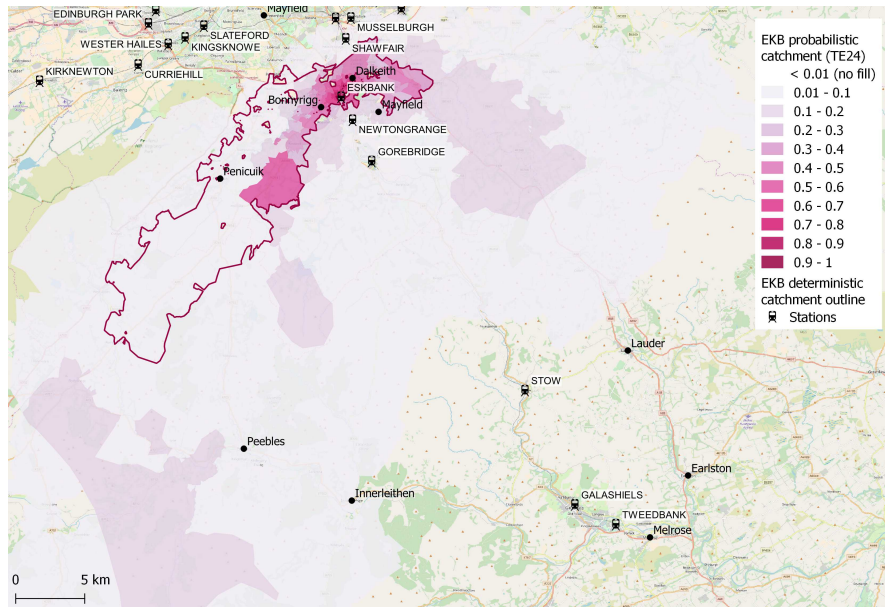 EDINBURGH PARK
Mayfield
SLATEFORD
MUSSELBURGH
WESTER HAILES
KINGSKNOWE
SHAWFAIR
KIRKNEWTON
CURRIEHILL
Dalkeith
ESKBANK
Bonnyrigg
Mayfield
NEWTONGRANGE
GOREBRIDGE
Penicuik
Lauder
STOW
Peebles
Earlston
Innerleithen
GALASHIELS
TWEEDBANK
Melrose
0 5 km
EKB probabilistic
catchment (TE24)
< 0.01 (no fill)
0.01 - 0.1
0.1 - 0.2
0.2 - 0.3
0.3 - 0.4
0.4 - 0.5
0.5 - 0.6
0.6 - 0.7
0.7 - 0.8
0.8 - 0.9
0.9 - 1
EKB deterministic
catchment outline
Stations